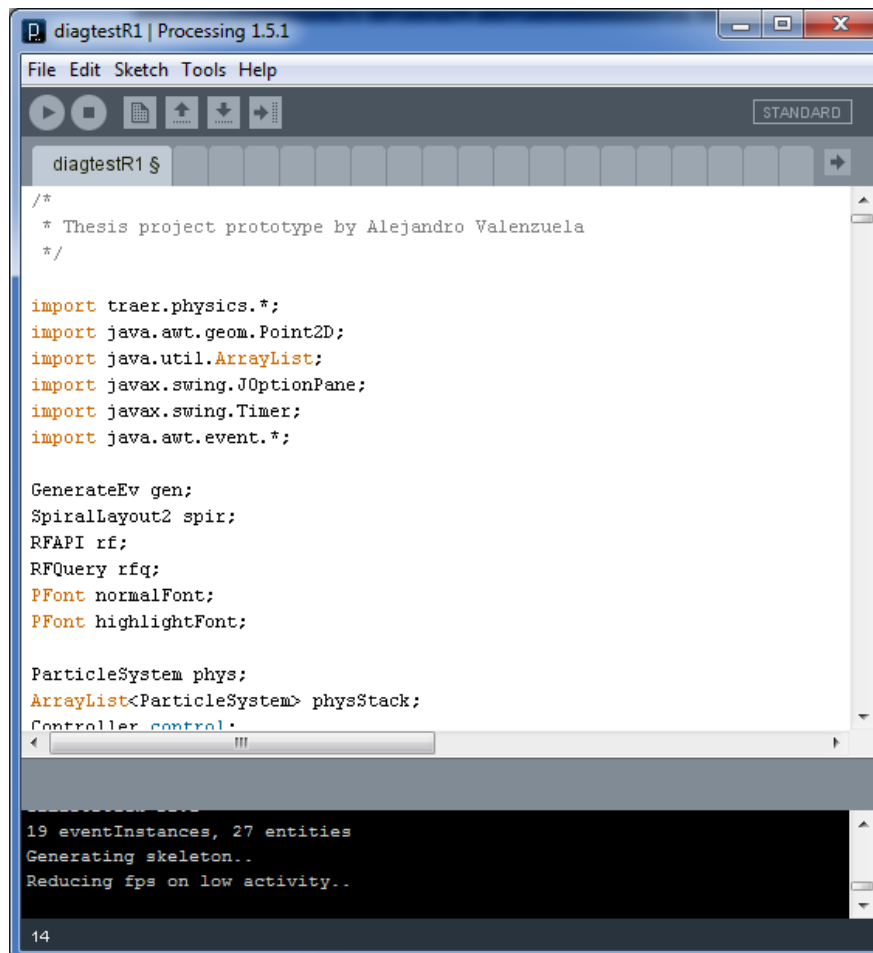 diagtestR1 | Processing 1.5.1
File Edit Sketch Tools Help
STANDARD
diagtestR1 §
/*
 * Thesis project prototype by Alejandro Valenzuela
 */
import traer.physics.*;
import java.awt.geom.Point2D;
import java.util.ArrayList;
import javax.swing.JOptionPane;
import javax.swing.Timer;
import java.awt.event.*;
GenerateEv gen;
SpiralLayout2 spir;
RFAPI rf;
RFQuery rfq;
PFont normalFont;
PFont highlightFont;
ParticleSystem phys;
ArrayList<ParticleSystem> physStack;
Controller control;
19 eventInstances, 27 entities
Generating skeleton..
Reducing fps on low activity..
14